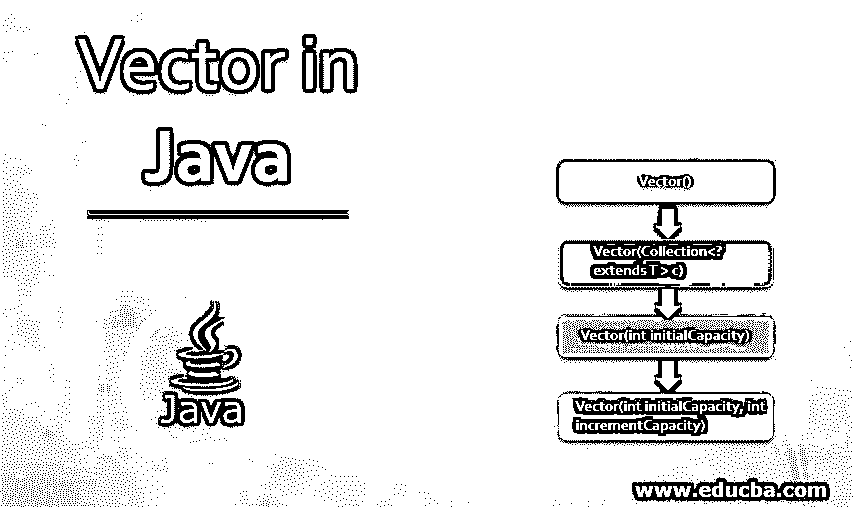 Vector in
Java
Java
Vector()
Vector(Collection<?
extends T > c)
Vector(int initialCapacity)
Vector(int initialCapacity, int
incrementCapacity)
www.educba.com